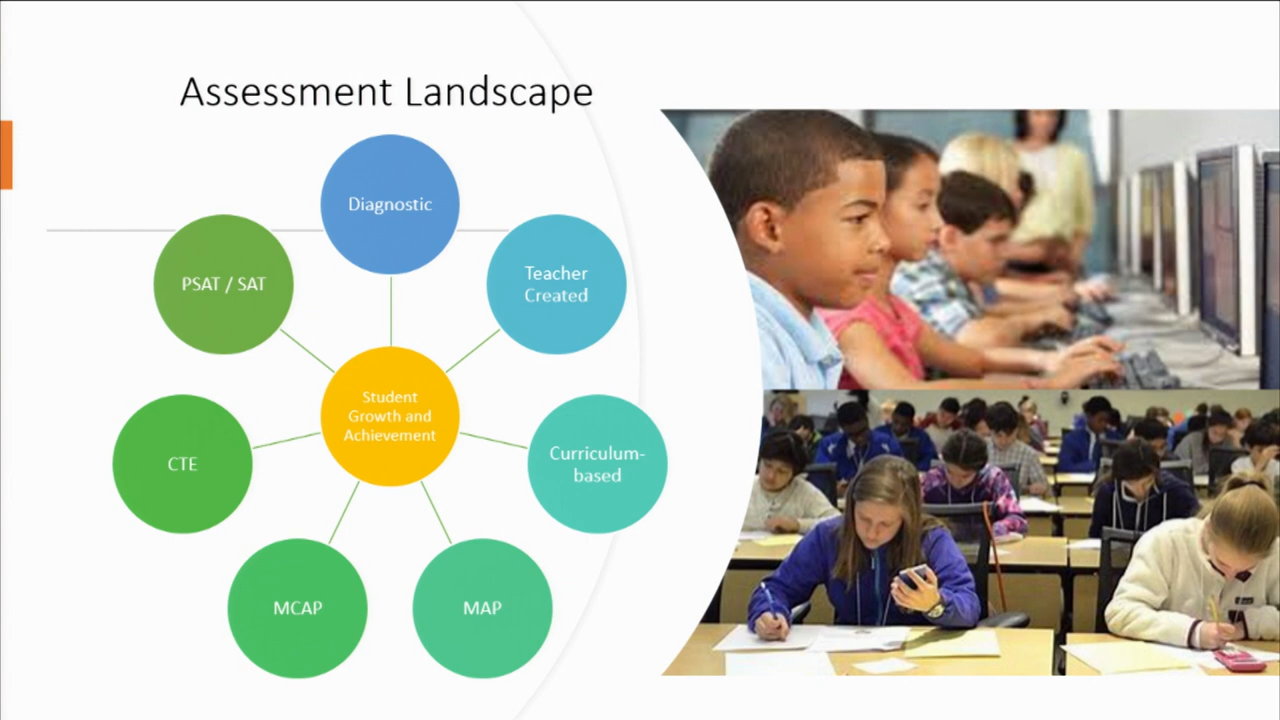 Assessment Landscape
Diagnostic
Teacher
Created
Curriculum-
based
MAP
MCAP
CTE
PSAT / SAT
Student
Growth and
Achievement